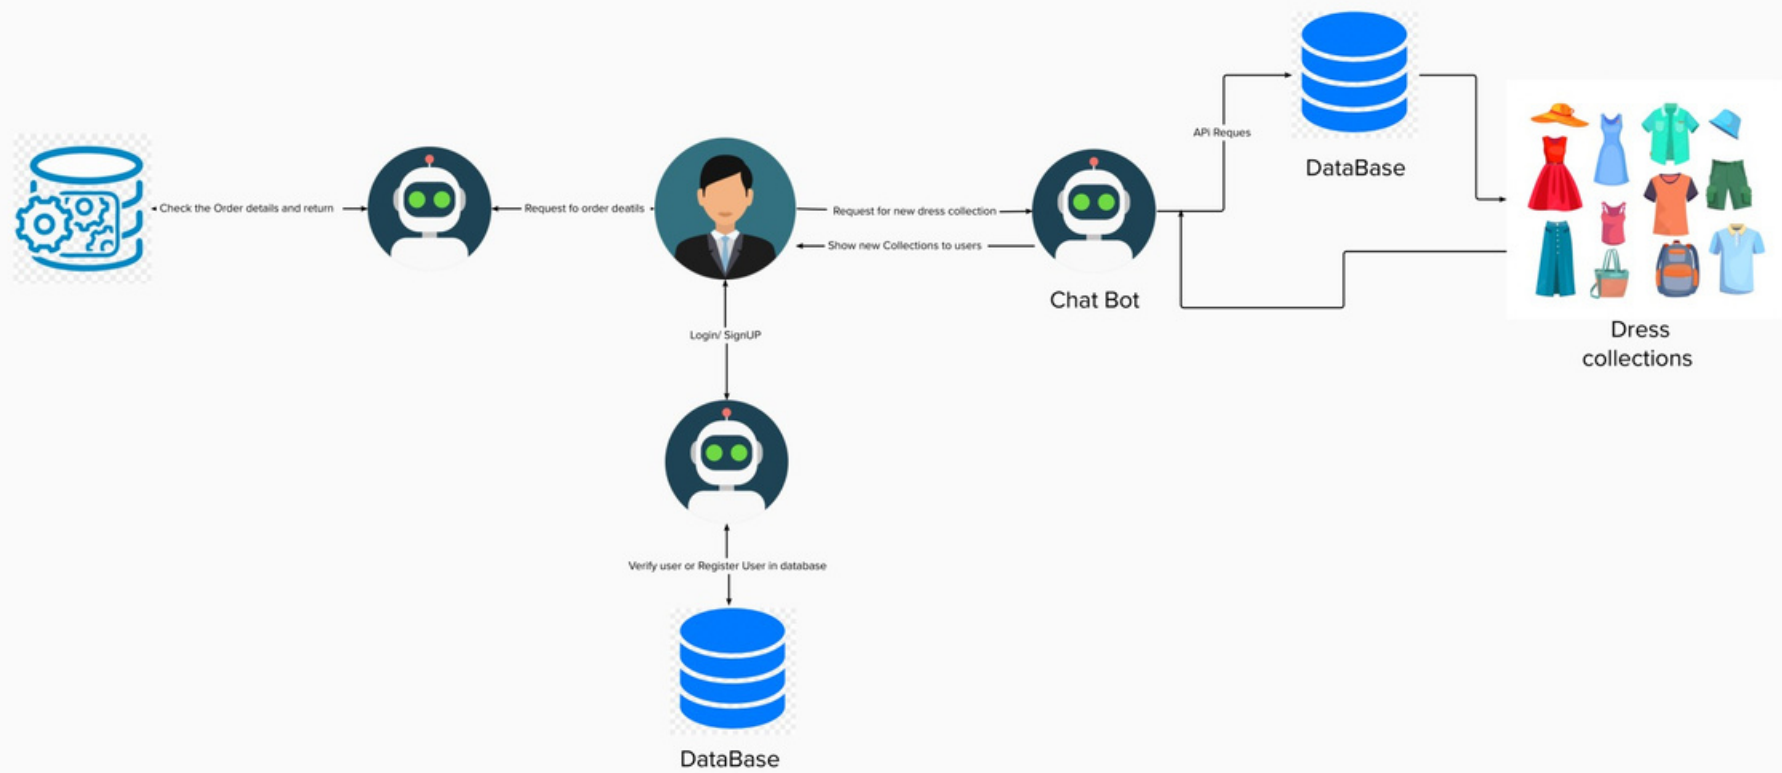 DataBase
APi Reques
Check the Order details and return
Request fo order deatils
Request for new dress collection
Show new Collections to users
Chat Bot
Dress
collections
Login/ SignUP
Verify user or Register User in database
DataBase